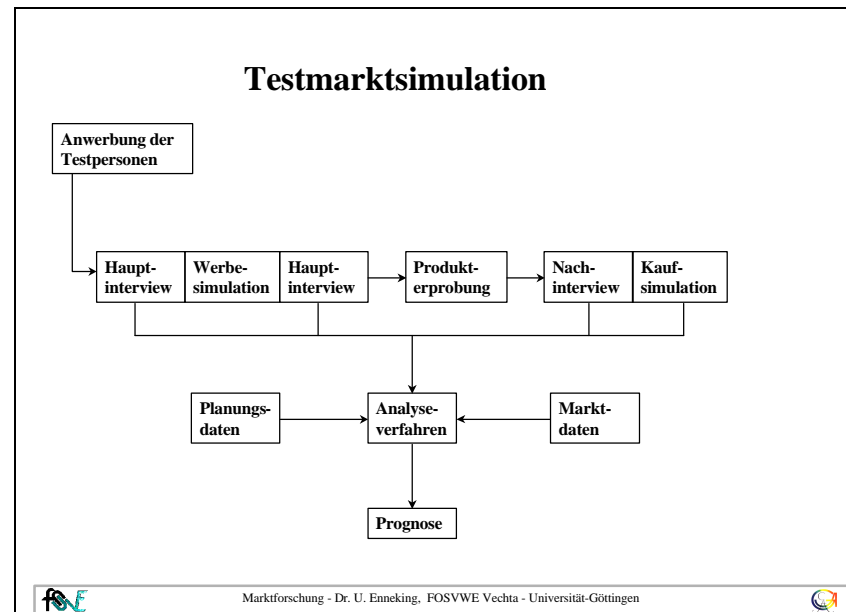 Testmarktsimulation
Anwerbung der
Testpersonen
Haupt-
interview
Werbe-
simulation
Haupt-
interview
Produkt-
erprobung
Nach-
interview
Kauf-
simulation
Planungs-
daten
Analyse-
verfahren
Markt-
daten
Prognose
Marktforschung - Dr. U. Enneking, FOSVWE Vechta - Universität-Göttingen